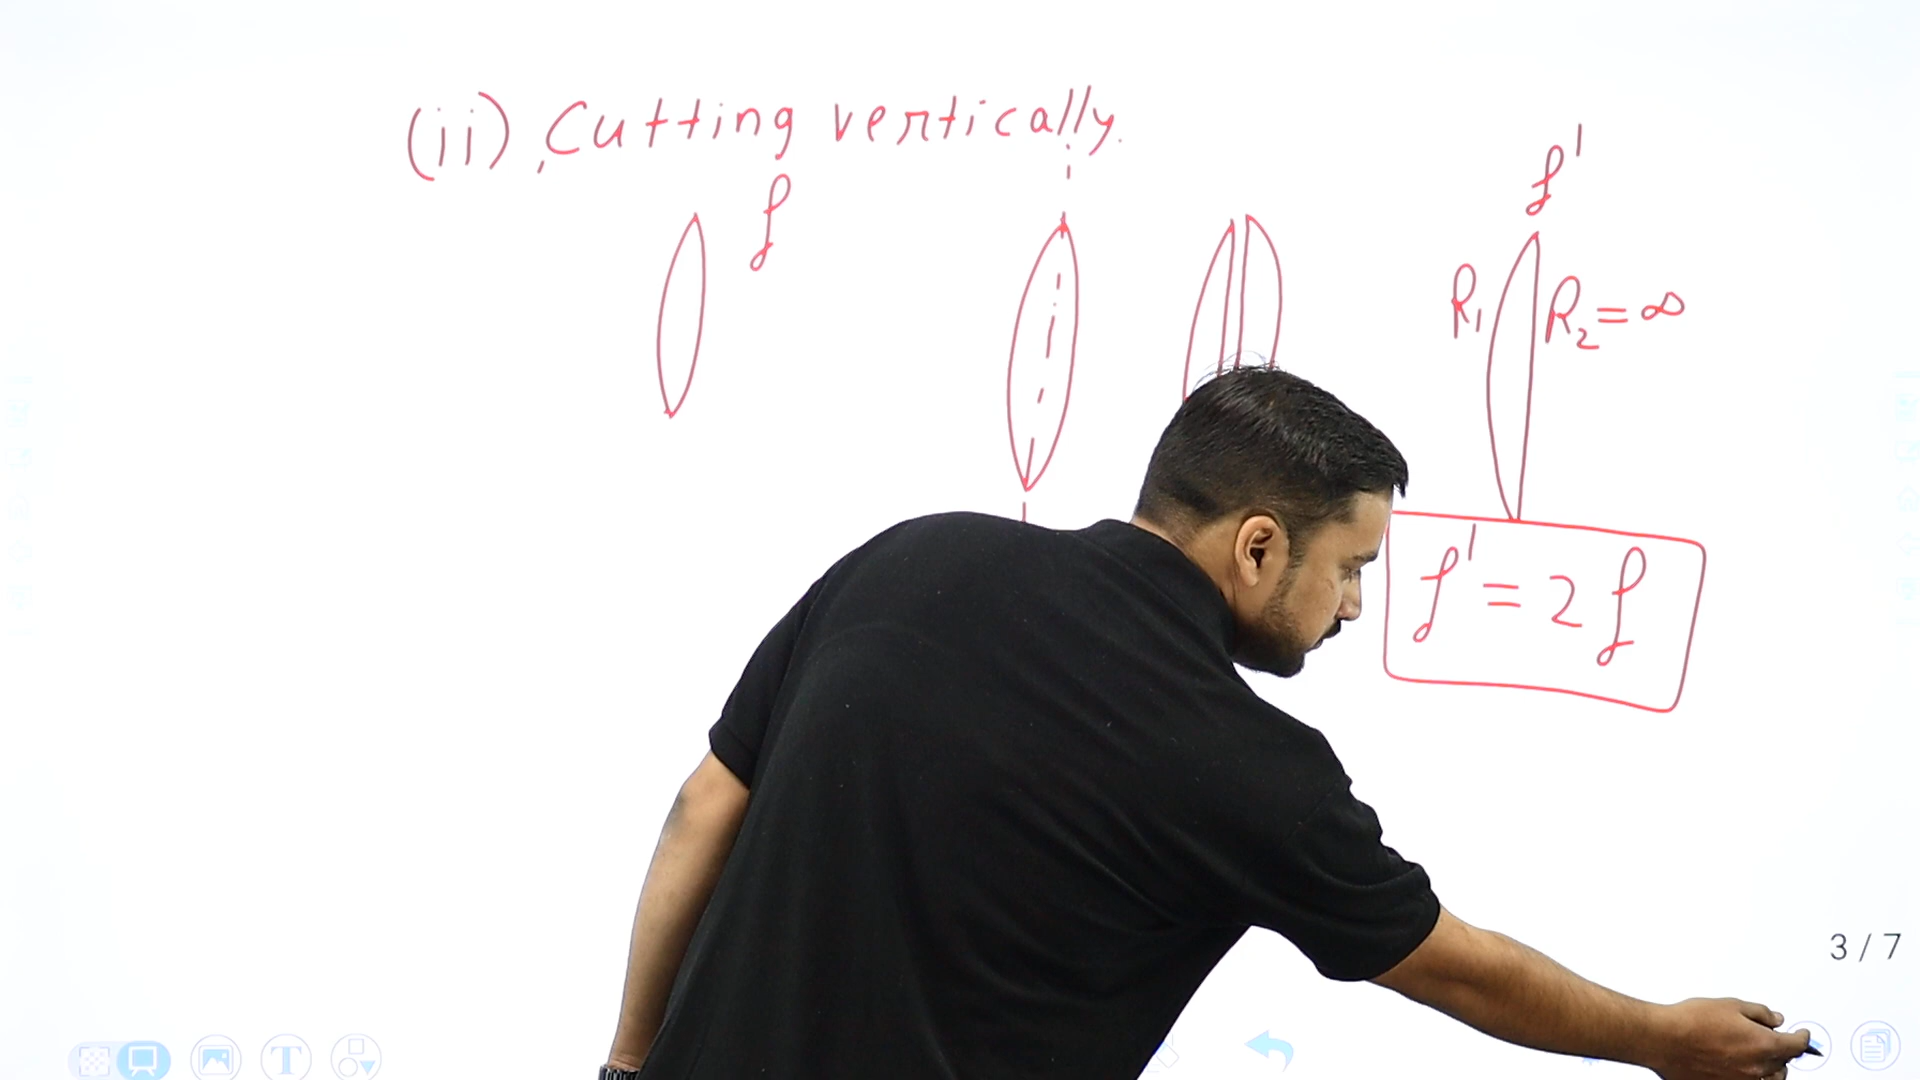 (ii) Cutting vertically.
f
f'
R₁
R₂ = ∞
f' = 2f
3 / 7
T